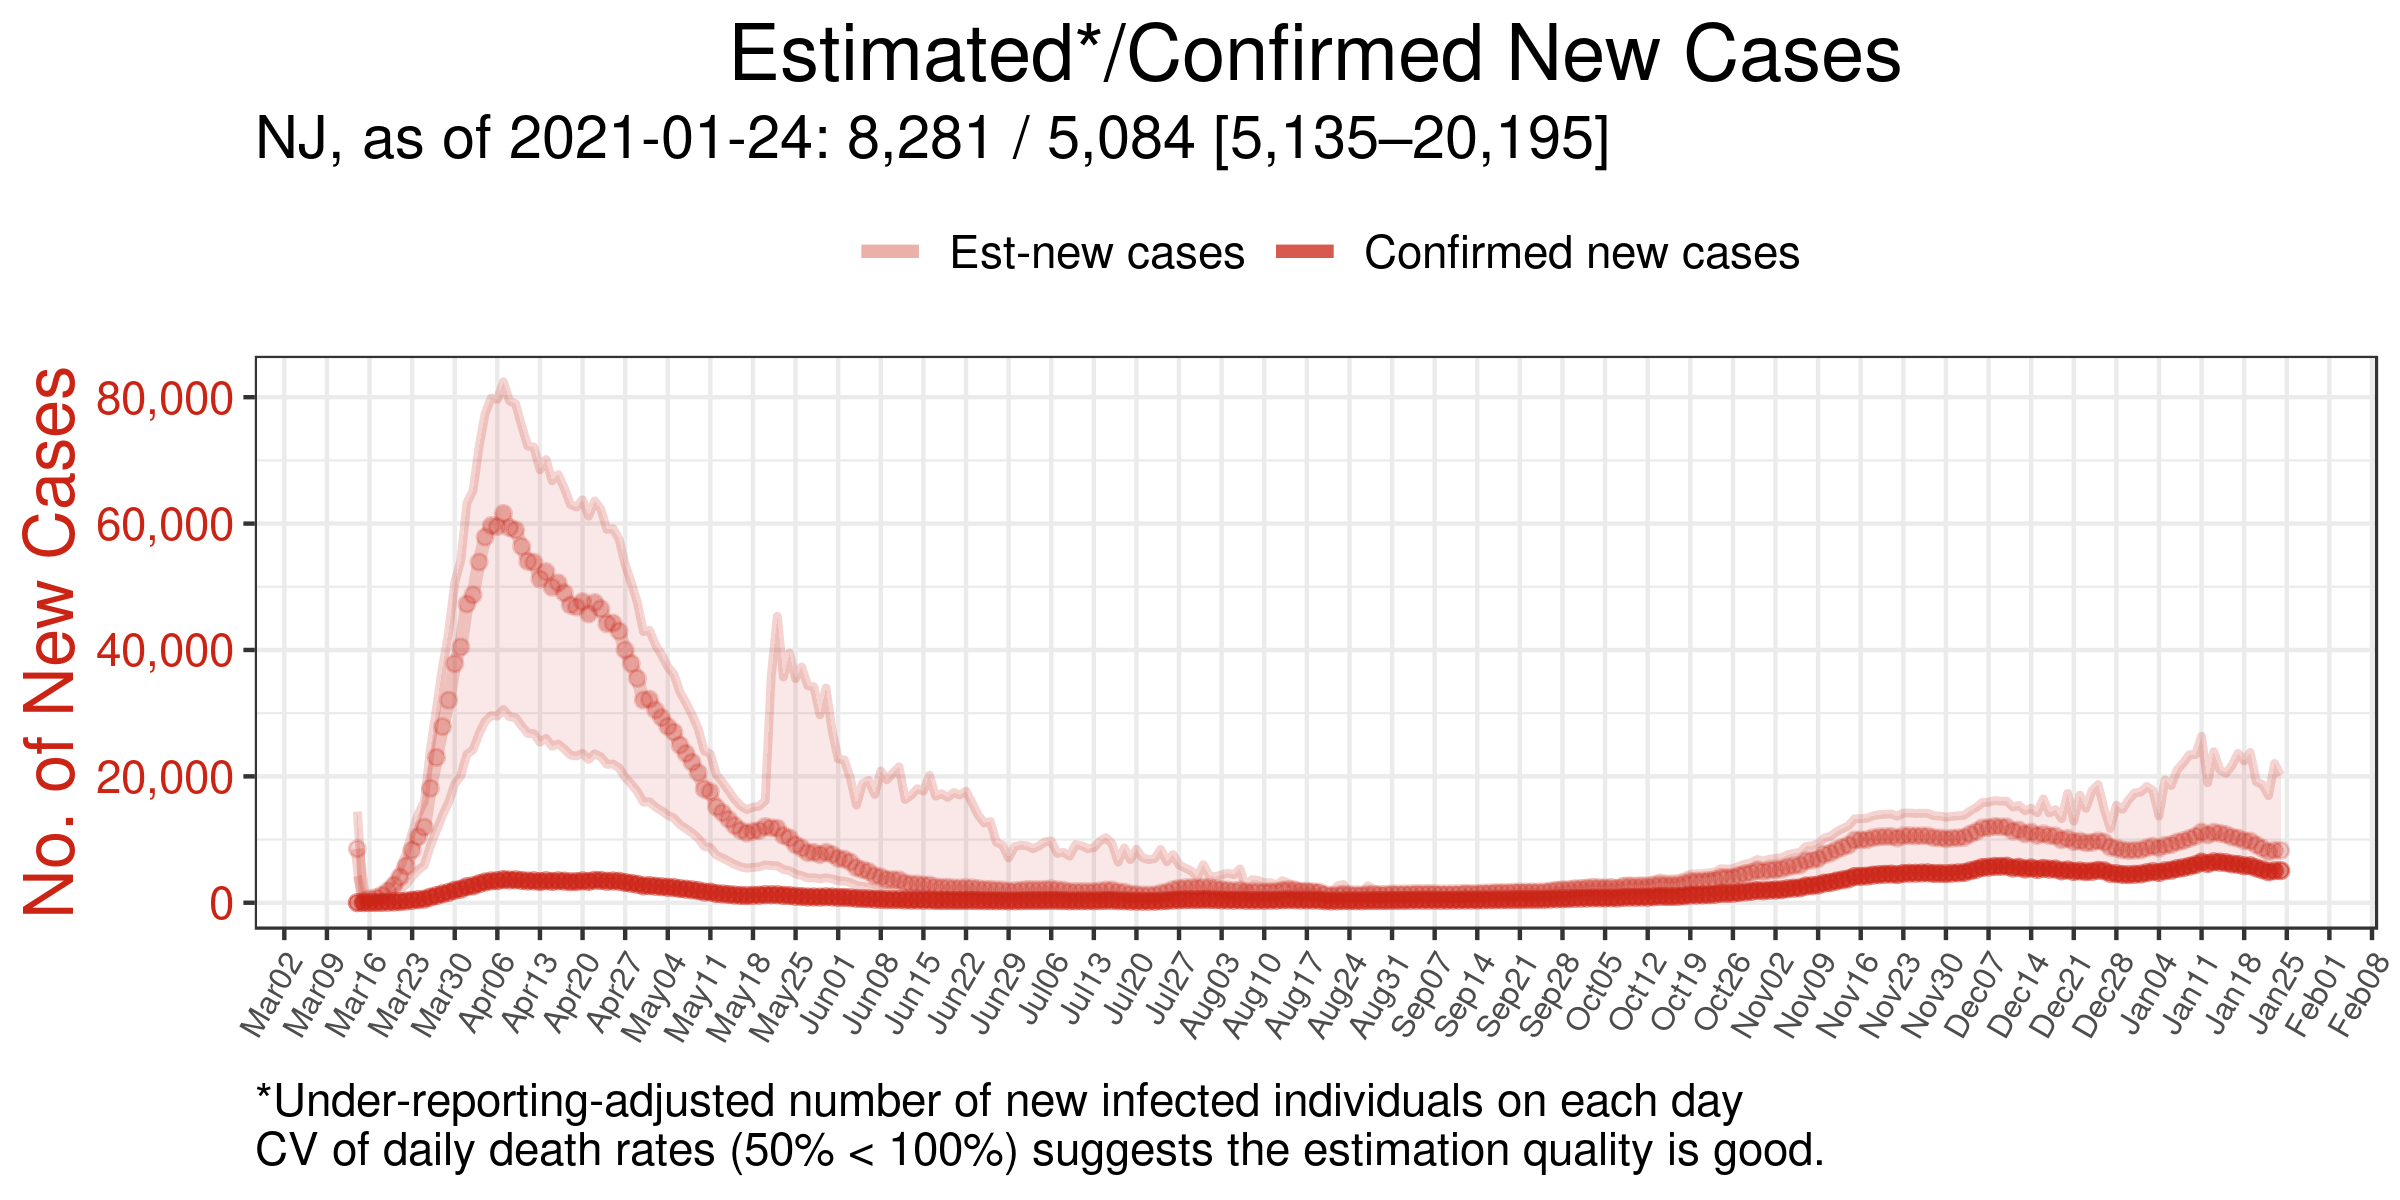 Estimated*/Confirmed New Cases
NJ, as of 2021-01-24: 8,281 / 5,084 [5,135–20,195]
Est-new cases Confirmed new cases
No. of New Cases
80,000
60,000
40,000
20,000
0
Mar02 Mar09 Mar16 Mar23 Mar30 Apr06 Apr13 Apr20 Apr27 May04 May11 May18 May25 Jun01 Jun08 Jun15 Jun22 Jun29 Jul06 Jul13 Jul20 Jul27 Aug03 Aug10 Aug17 Aug24 Aug31 Sep07 Sep14 Sep21 Sep28 Oct05 Oct12 Oct19 Oct26 Nov02 Nov09 Nov16 Nov23 Nov30 Dec07 Dec14 Dec21 Dec28 Jan04 Jan11 Jan18 Jan25 Feb01 Feb08
*Under-reporting-adjusted number of new infected individuals on each day
CV of daily death rates (50% < 100%) suggests the estimation quality is good.